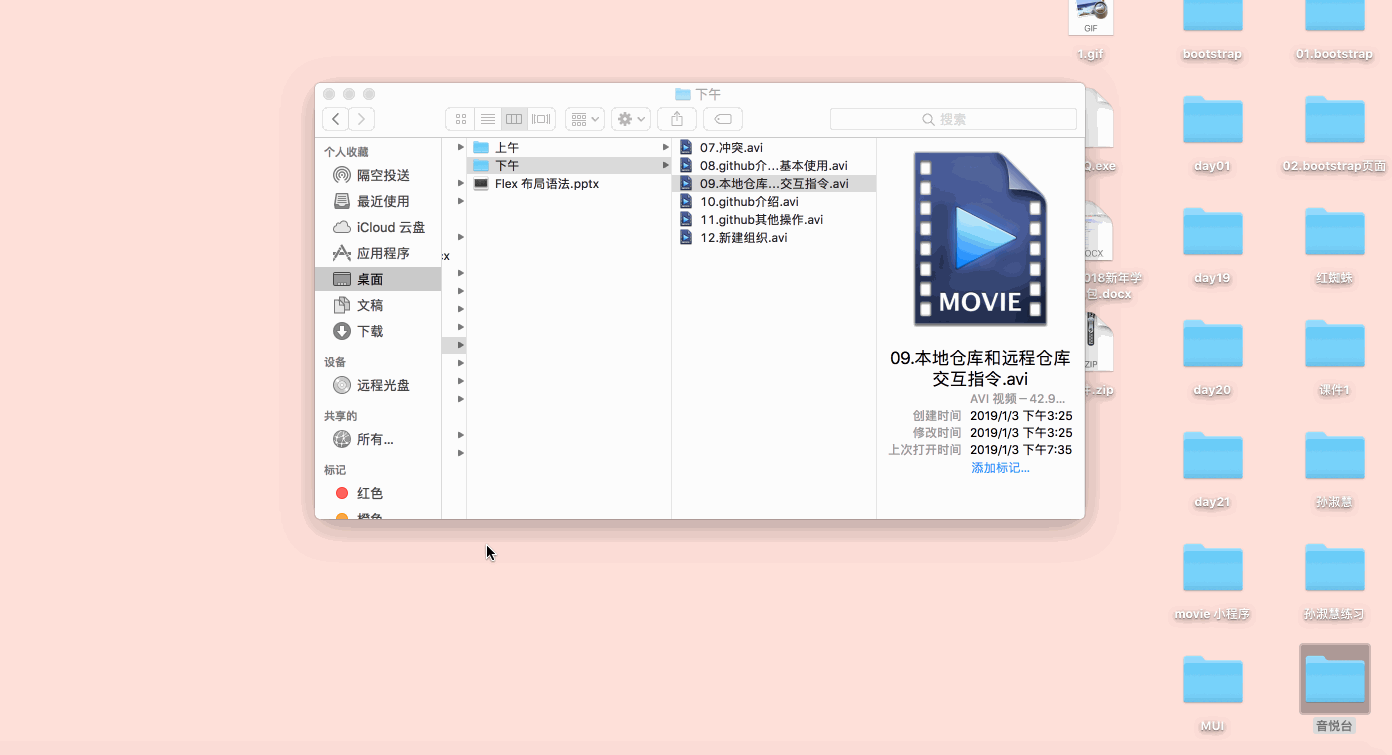 下午
搜索
个人收藏
隔空投送
最近使用
iCloud 云盘
应用程序
桌面
文稿
下载
设备
远程光盘
共享的
所有...
标记
红色
橙色
cx
上午
下午
Flex 布局语法.pptx
07.冲突.avi
08.github介...基本使用.avi
09.本地仓库...交互指令.avi
10.github介绍.avi
11.github其他操作.avi
12.新建组织.avi
MOVIE
09.本地仓库和远程仓库
交互指令.avi
AVI 视频 – 42.9...
创建时间 2019/1/3 下午3:25
修改时间 2019/1/3 下午3:25
上次打开时间 2019/1/3 下午7:35
添加标记...
GIF
1.gif
bootstrap
01.bootstrap
Q.exe
day01
02.bootstrap页面
OCX
018新年学
包.docx
day19
红蜘蛛
ZIP
.zip
day20
课件1
day21
孙淑慧
movie 小程序
孙淑慧练习
MUI
音悦台